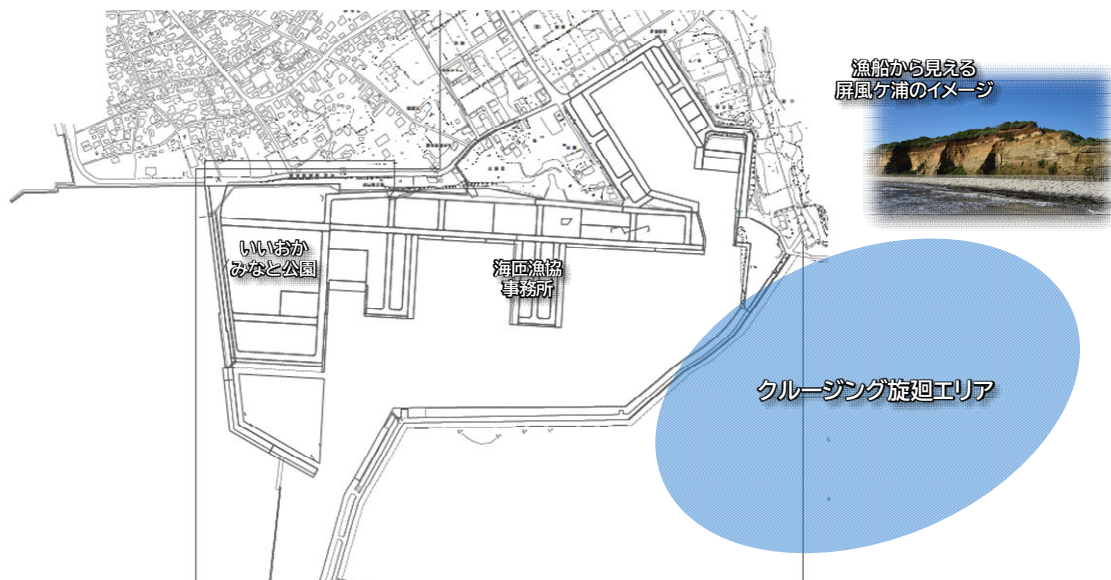 漁船から見える
屏風ケ浦のイメージ
いいおか
みなと公園
海匝漁協
事務所
クルージング旋廻エリア